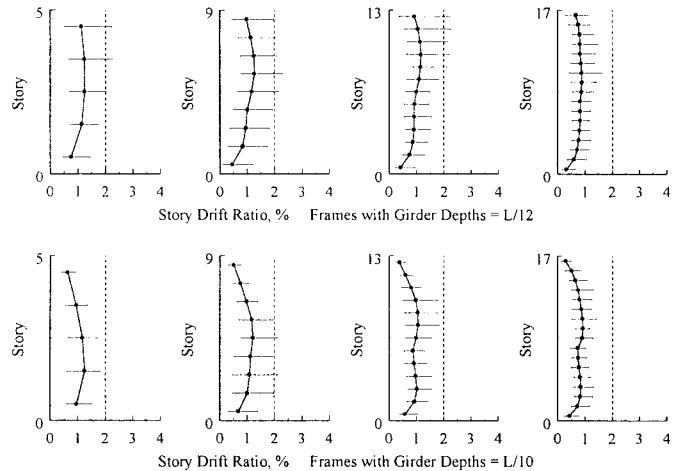 5 9 13 17
Story Story Story Story
0 0 0 0
0 1 2 3 4 0 1 2 3 4 0 1 2 3 4 0 1 2 3 4
Story Drift Ratio, % Frames with Girder Depths = L/12
5 9 13 17
Story Story Story Story
0 0 0 0
0 1 2 3 4 0 1 2 3 4 0 1 2 3 4 0 1 2 3 4
Story Drift Ratio, % Frames with Girder Depths = L/10